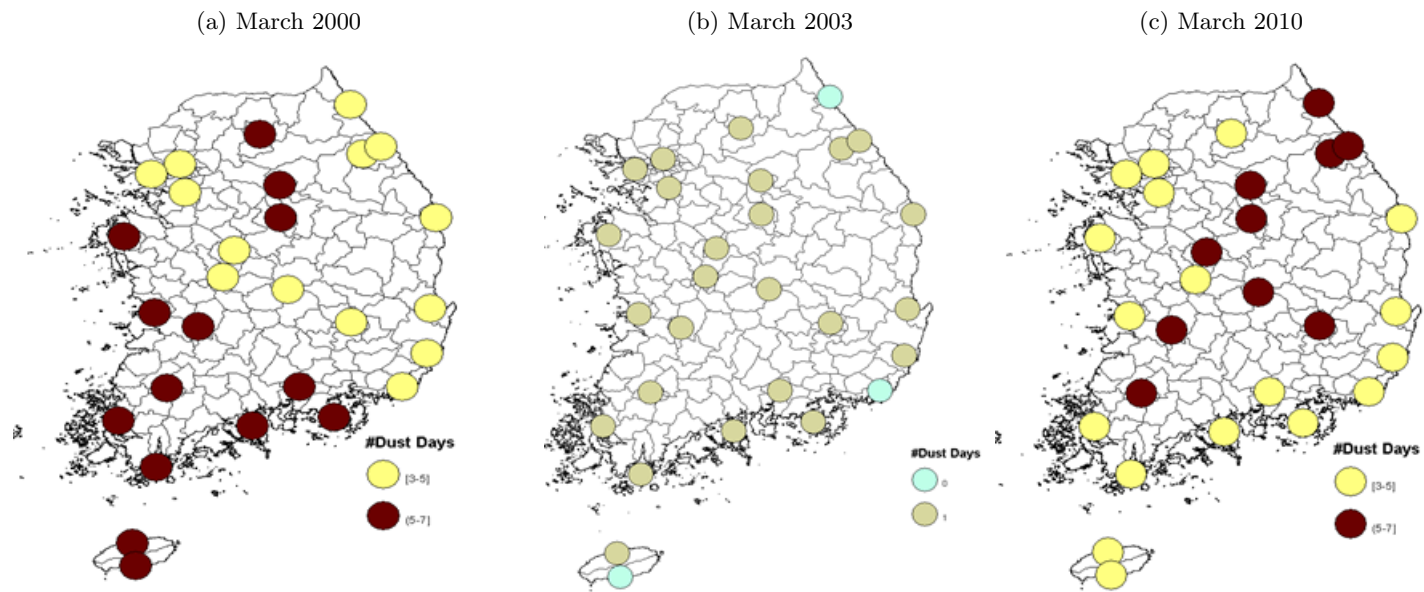 (a) March 2000
(b) March 2003
(c) March 2010
#Dust Days
[3-5]
(5-7]
#Dust Days
0
1
#Dust Days
[3-5]
(5-7]